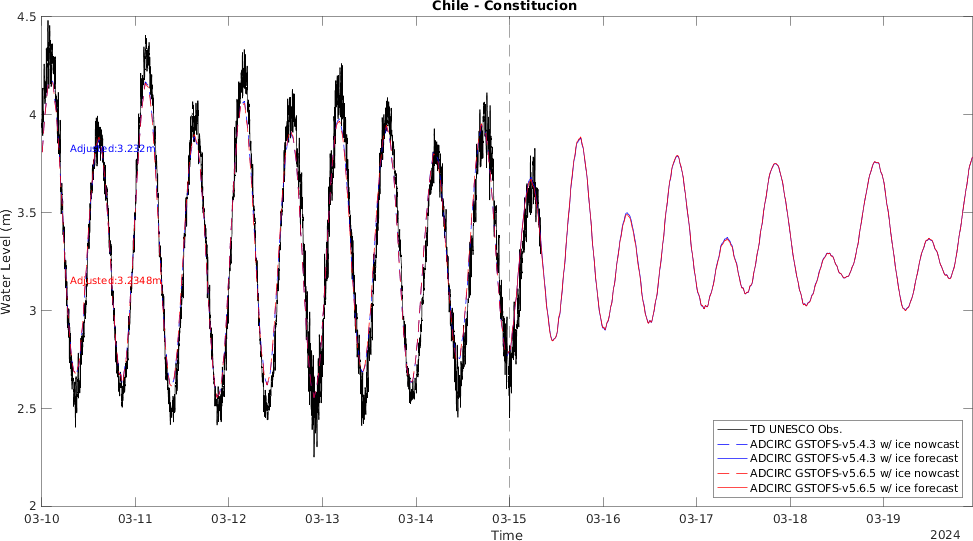 Chile - Constitucion
4.5
4
3.5
3
2.5
2
Water Level (m)
Adjusted:3.232m
Adjusted:3.2348m
TD UNESCO Obs.
ADCIRC GSTOFS-v5.4.3 w/ ice nowcast
ADCIRC GSTOFS-v5.4.3 w/ ice forecast
ADCIRC GSTOFS-v5.6.5 w/ ice nowcast
ADCIRC GSTOFS-v5.6.5 w/ ice forecast
03-10 03-11 03-12 03-13 03-14 03-15 03-16 03-17 03-18 03-19
Time
2024